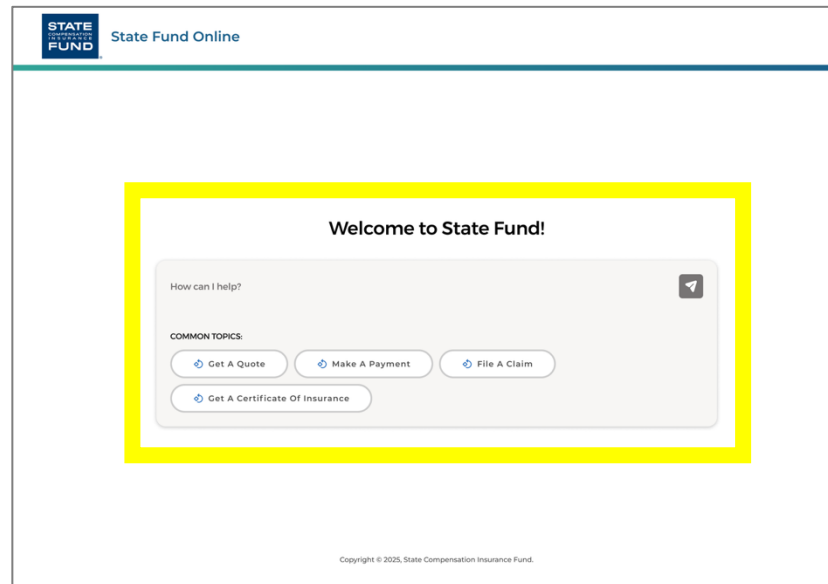 STATE
COMPENSATION
INSURANCE
FUND
State Fund Online
Welcome to State Fund!
How can I help?
COMMON TOPICS:
Get A Quote
Make A Payment
File A Claim
Get A Certificate Of Insurance
Copyright © 2025, State Compensation Insurance Fund.